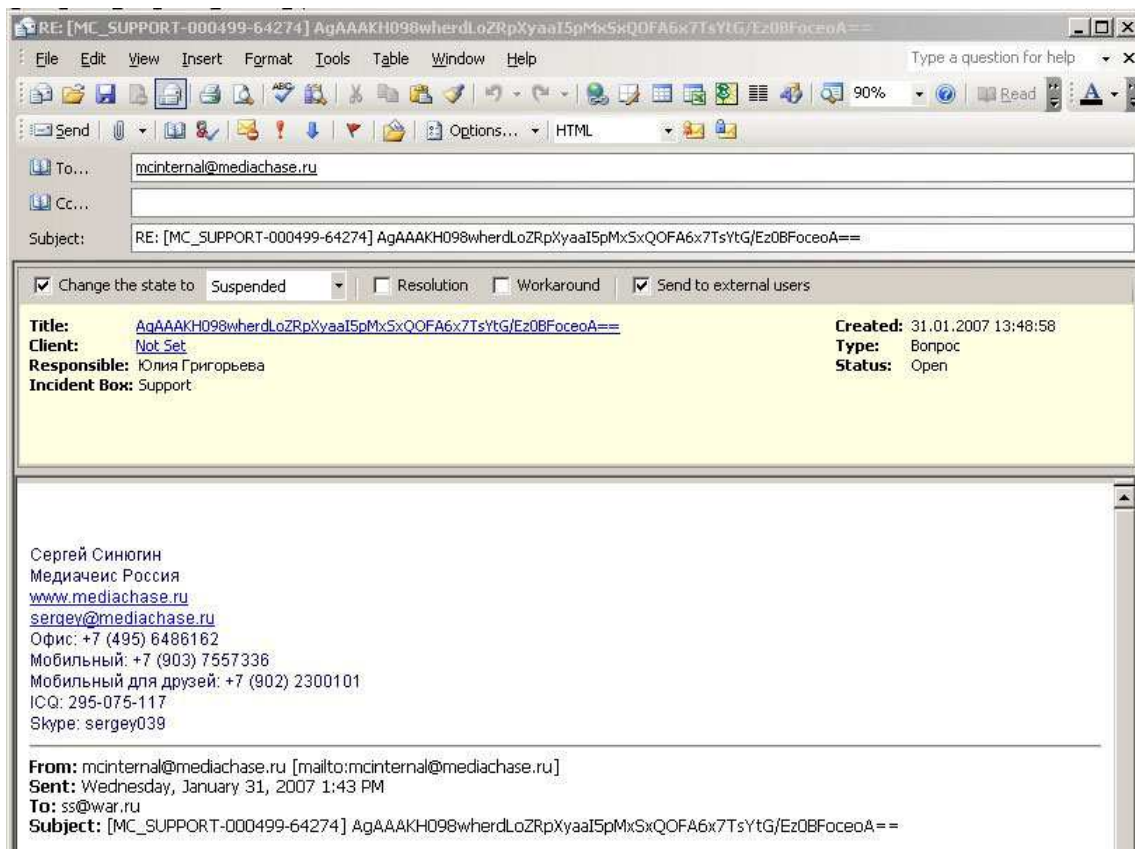 RE: [MC_SUPPORT-000499-64274] AgAAAKH098wherdLoZRpXyaaI5pMxSxQOFA6x7TsYtG/Ez0BFoceoA==
File Edit View Insert Format Tools Table Window Help Type a question for help
90% Read
Send Options... HTML
To... mcinternal@mediachase.ru
Cc...
Subject: RE: [MC_SUPPORT-000499-64274] AgAAAKH098wherdLoZRpXyaaI5pMxSxQOFA6x7TsYtG/Ez0BFoceoA==
Change the state to Suspended Resolution Workaround Send to external users
Title: AgAAAKH098wherdLoZRpXyaaI5pMxSxQOFA6x7TsYtG/Ez0BFoceoA== Created: 31.01.2007 13:48:58
Client: Not Set Type: Вопрос
Responsible: Юлия Григорьева Status: Open
Incident Box: Support
Сергей Синюгин
Медиачеис Россия
www.mediachase.ru
sergey@mediachase.ru
Офис: +7 (495) 6486162
Мобильный: +7 (903) 7557336
Мобильный для друзей: +7 (902) 2300101
ICQ: 295-075-117
Skype: sergey039
From: mcinternal@mediachase.ru [mailto:mcinternal@mediachase.ru]
Sent: Wednesday, January 31, 2007 1:43 PM
To: ss@war.ru
Subject: [MC_SUPPORT-000499-64274] AgAAAKH098wherdLoZRpXyaaI5pMxSxQOFA6x7TsYtG/Ez0BFoceoA==